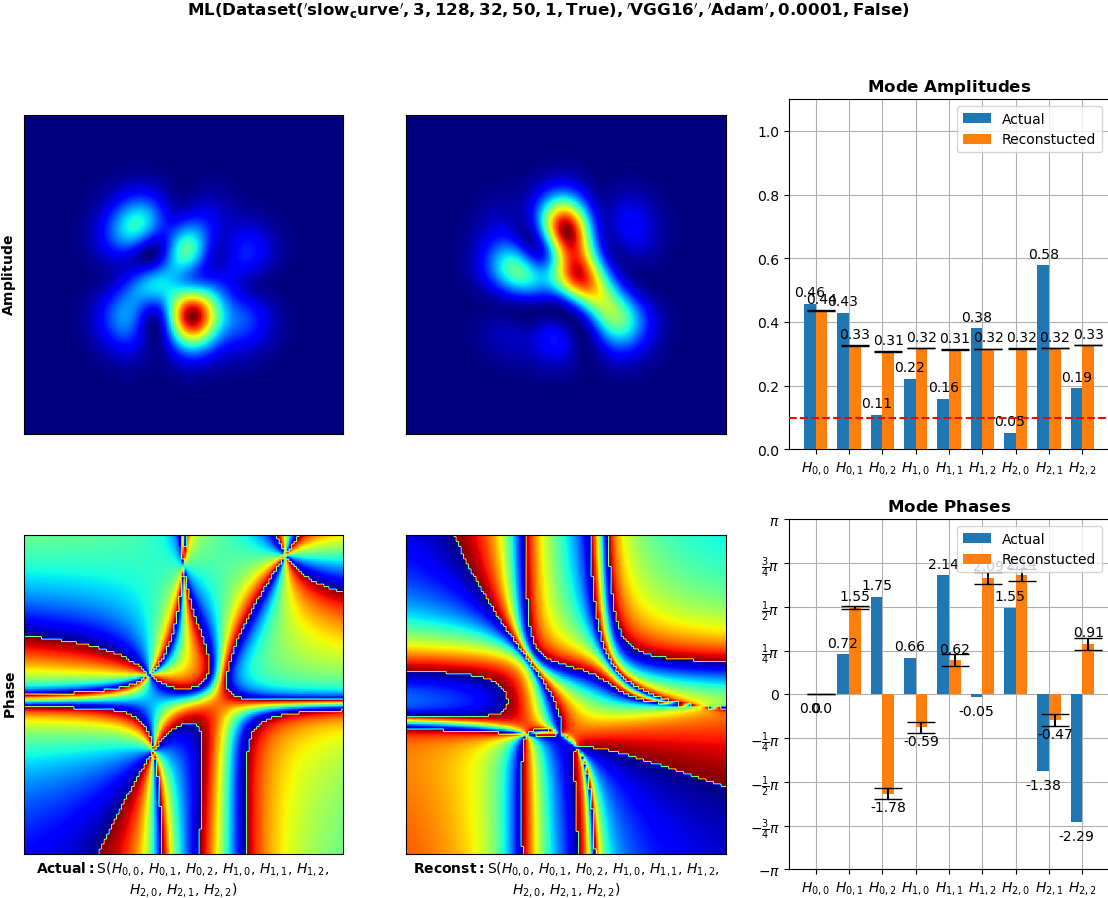 ML(Dataset('slow_curve', 3, 128, 32, 50, 1, True), 'VGG16', 'Adam', 0.0001, False)
Amplitude
Mode Amplitudes
Actual
Reconstucted
1.0
0.8
0.6
0.4
0.2
0.0
0.46 0.44 0.43 0.33 0.11 0.31 0.22 0.32 0.16 0.31 0.38 0.32 0.05 0.32 0.58 0.32 0.19 0.33
H0,0 H0,1 H0,2 H1,0 H1,1 H1,2 H2,0 H2,1 H2,2
Phase
Actual: S(H0,0, H0,1, H0,2, H1,0, H1,1, H1,2,
H2,0, H2,1, H2,2)
Reconst: S(H0,0, H0,1, H0,2, H1,0, H1,1, H1,2,
H2,0, H2,1, H2,2)
Mode Phases
Actual
Reconstucted
π
3/4π
1/2π
1/4π
0
−1/4π
−1/2π
−3/4π
−π
0.0 0.0 0.72 1.55 1.75 -1.78 0.66 -0.59 2.14 0.62 -0.05 2.09 1.55 -1.38 -0.47 -2.29 0.91
H0,0 H0,1 H0,2 H1,0 H1,1 H1,2 H2,0 H2,1 H2,2